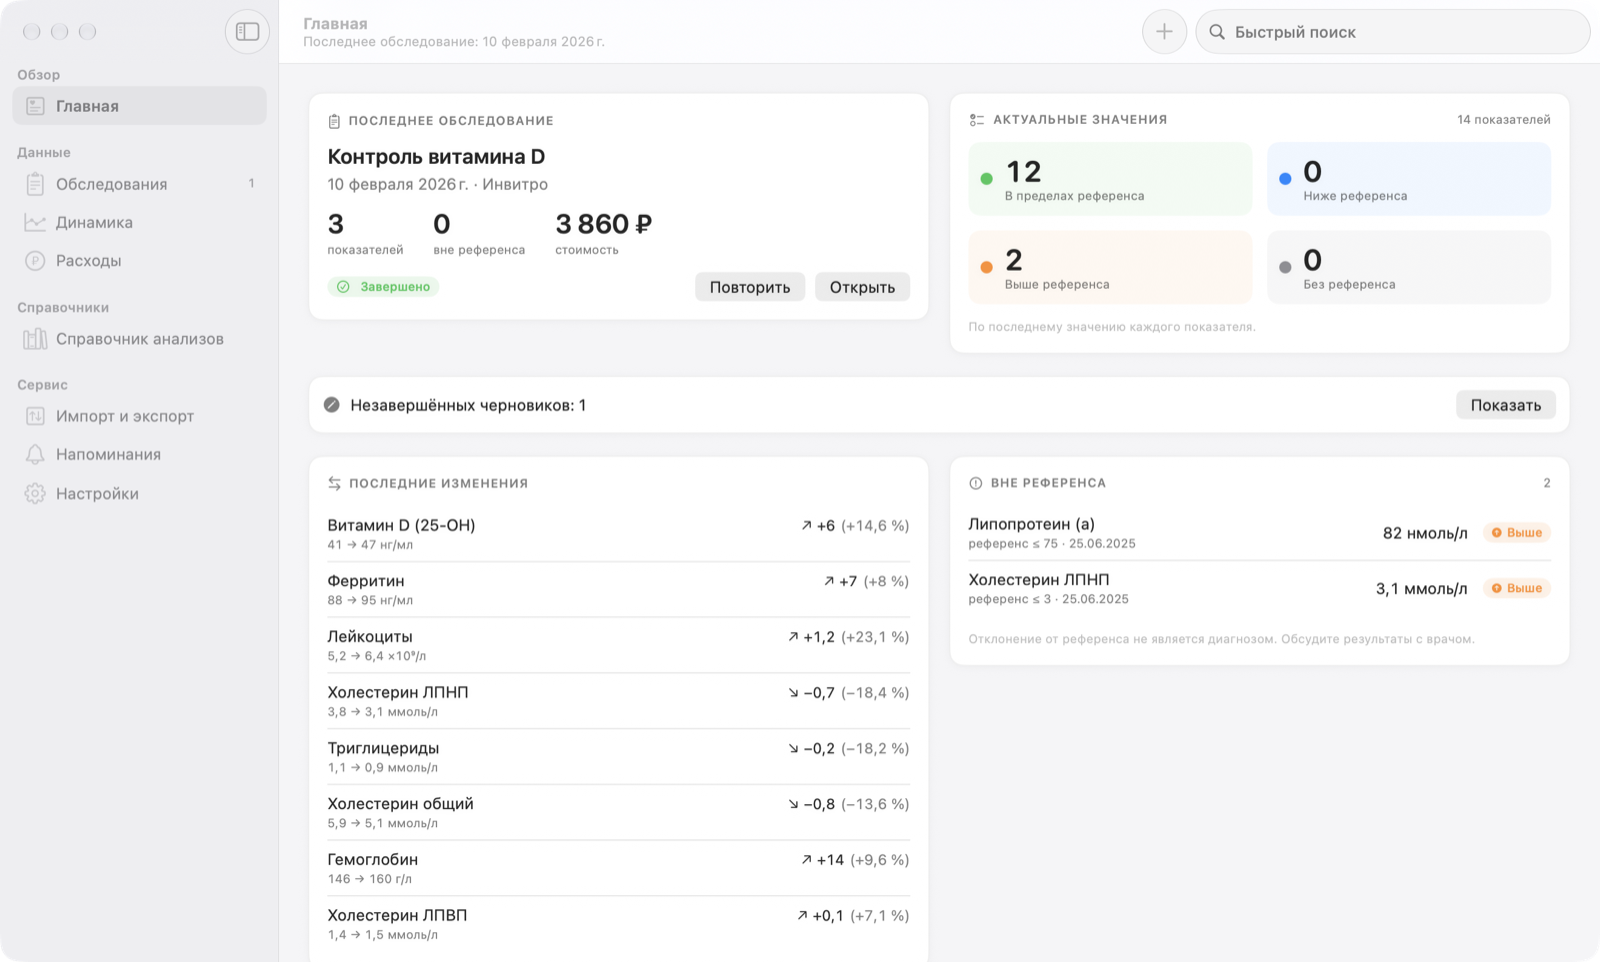 Обзор
Главная
Данные
Обследования 1
Динамика
Расходы
Справочники
Справочник анализов
Сервис
Импорт и экспорт
Напоминания
Настройки
Главная
Последнее обследование: 10 февраля 2026 г.
Быстрый поиск
ПОСЛЕДНЕЕ ОБСЛЕДОВАНИЕ
Контроль витамина D
10 февраля 2026 г. · Инвитро
3 0 3 860 ₽
показателей вне референса стоимость
Завершено Повторить Открыть
АКТУАЛЬНЫЕ ЗНАЧЕНИЯ 14 показателей
12
В пределах референса
0
Ниже референса
2
Выше референса
0
Без референса
По последнему значению каждого показателя.
Незавершённых черновиков: 1 Показать
ПОСЛЕДНИЕ ИЗМЕНЕНИЯ
Витамин D (25-OH) ↗ +6 (+14,6 %)
41 → 47 нг/мл
Ферритин ↗ +7 (+8 %)
88 → 95 нг/мл
Лейкоциты ↗ +1,2 (+23,1 %)
5,2 → 6,4 ×10⁹/л
Холестерин ЛПНП ↘ −0,7 (−18,4 %)
3,8 → 3,1 ммоль/л
Триглицериды ↘ −0,2 (−18,2 %)
1,1 → 0,9 ммоль/л
Холестерин общий ↘ −0,8 (−13,6 %)
5,9 → 5,1 ммоль/л
Гемоглобин ↗ +14 (+9,6 %)
146 → 160 г/л
Холестерин ЛПВП ↗ +0,1 (+7,1 %)
1,4 → 1,5 ммоль/л
ВНЕ РЕФЕРЕНСА 2
Липопротеин (a) 82 нмоль/л Выше
референс ≤ 75 · 25.06.2025
Холестерин ЛПНП 3,1 ммоль/л Выше
референс ≤ 3 · 25.06.2025
Отклонение от референса не является диагнозом. Обсудите результаты с врачом.